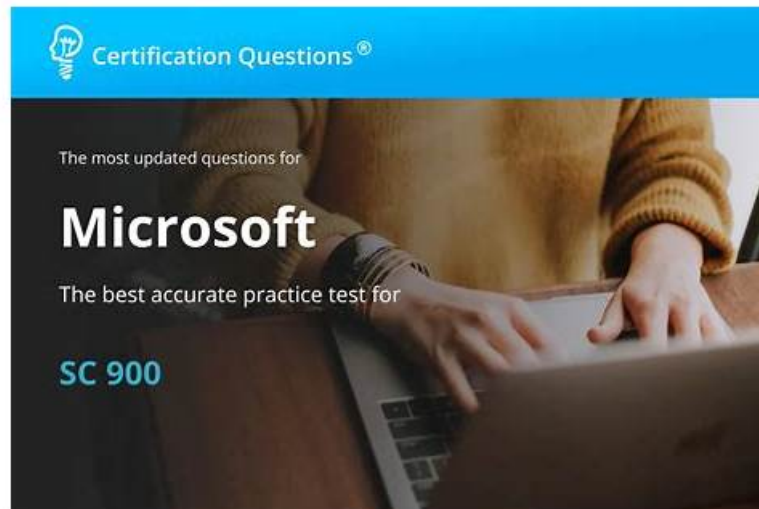 Certification Questions®
The most updated questions for
Microsoft
The best accurate practice test for
SC 900